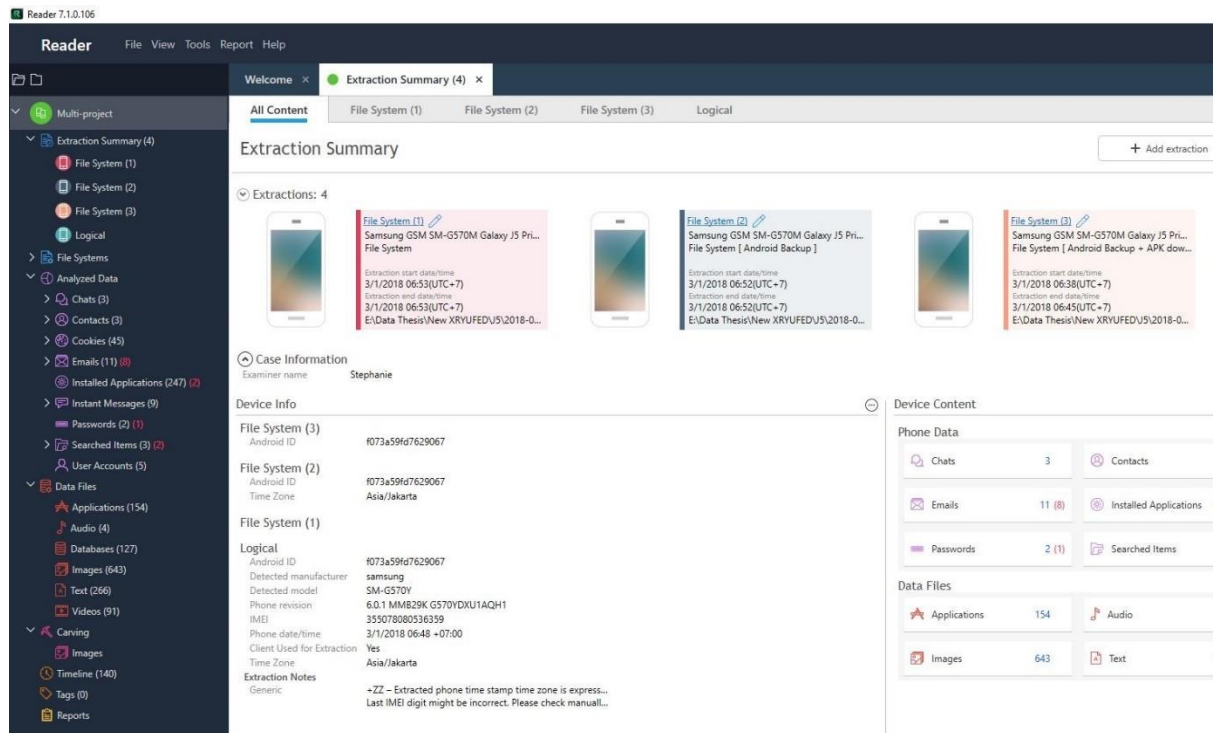 Reader 7.1.0.106
Reader File View Tools Report Help
Welcome × Extraction Summary (4) ×
Multi-project
Extraction Summary (4)
File System (1)
File System (2)
File System (3)
Logical
File Systems
Analyzed Data
Chats (3)
Contacts (3)
Cookies (45)
Emails (11) (8)
Installed Applications (247) (2)
Instant Messages (9)
Passwords (2) (1)
Searched Items (3) (2)
User Accounts (5)
Data Files
Applications (154)
Audio (4)
Databases (127)
Images (643)
Text (266)
Videos (91)
Carving
Images
Timeline (140)
Tags (0)
Reports
All Content File System (1) File System (2) File System (3) Logical
Extraction Summary
+ Add extraction
Extractions: 4
File System (1)
Samsung GSM SM-G570M Galaxy J5 Pri...
File System
Extraction start date/time
3/1/2018 06:53(UTC+7)
Extraction end date/time
3/1/2018 06:53(UTC+7)
E:\Data Thesis\New XRYUFED\J5\2018-0...
File System (2)
Samsung GSM SM-G570M Galaxy J5 Pri...
File System [ Android Backup ]
Extraction start date/time
3/1/2018 06:52(UTC+7)
Extraction end date/time
3/1/2018 06:52(UTC+7)
E:\Data Thesis\New XRYUFED\J5\2018-0...
File System (3)
Samsung GSM SM-G570M Galaxy J5 Pri...
File System [ Android Backup + APK dow...
Extraction start date/time
3/1/2018 06:38(UTC+7)
Extraction end date/time
3/1/2018 06:45(UTC+7)
E:\Data Thesis\New XRYUFED\J5\2018-0...
Case Information
Examiner name Stephanie
Device Info
File System (3)
Android ID f073a59fd7629067
File System (2)
Android ID f073a59fd7629067
Time Zone Asia/Jakarta
File System (1)
Logical
Android ID f073a59fd7629067
Detected manufacturer samsung
Detected model SM-G570Y
Phone revision 6.0.1 MMB29K G570YDXU1AQH1
IMEI 355078080536359
Phone date/time 3/1/2018 06:48 +07:00
Client Used for Extraction Yes
Time Zone Asia/Jakarta
Extraction Notes
Generic +ZZ – Extracted phone time stamp time zone is express...
Last IMEI digit might be incorrect. Please check manuall...
Device Content
Phone Data
Chats 3 Contacts
Emails 11 (8) Installed Applications
Passwords 2 (1) Searched Items
Data Files
Applications 154 Audio
Images 643 Text